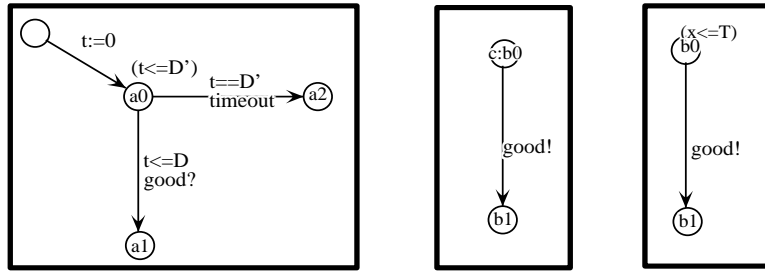 t:=0
(t<=D’)
a0
t==D’
timeout
a2
t<=D
good?
a1
c:b0
good!
b1
(x<=T)
b0
good!
b1